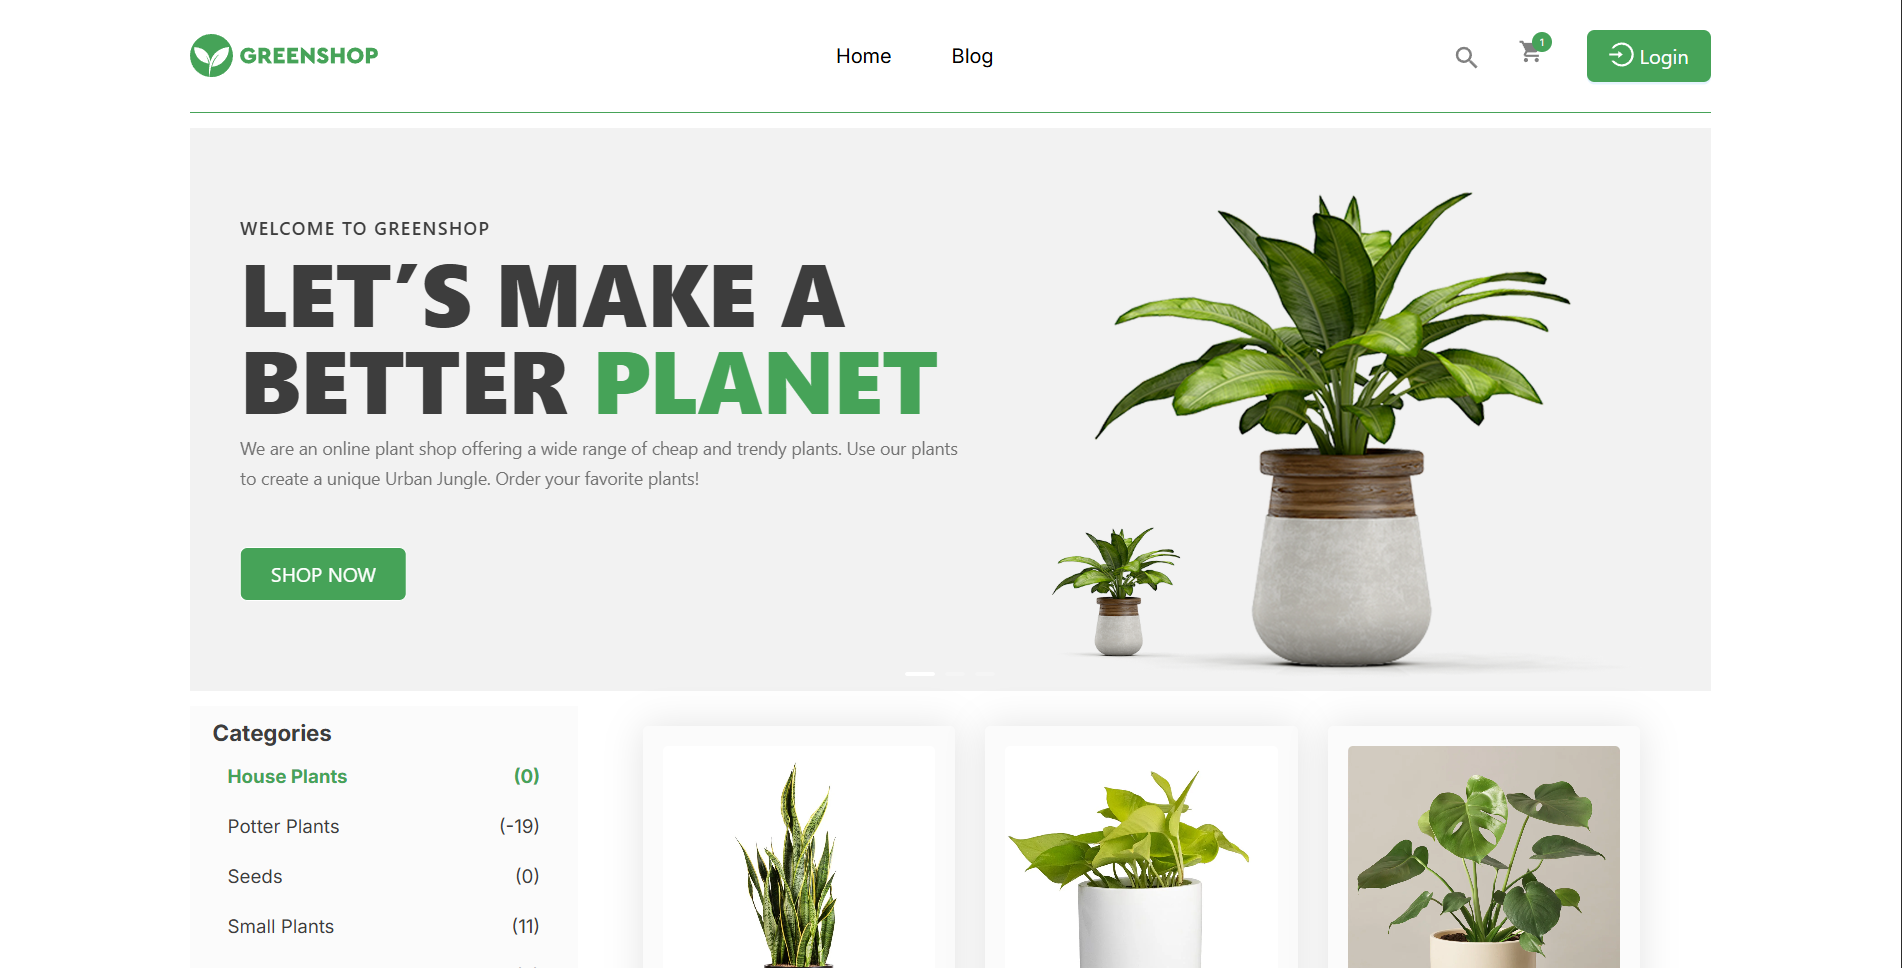 GREENSHOP
Home
Blog
1
Login
WELCOME TO GREENSHOP
LET’S MAKE A
BETTER PLANET
We are an online plant shop offering a wide range of cheap and trendy plants. Use our plants
to create a unique Urban Jungle. Order your favorite plants!
SHOP NOW
Categories
House Plants (0)
Potter Plants (-19)
Seeds (0)
Small Plants (11)